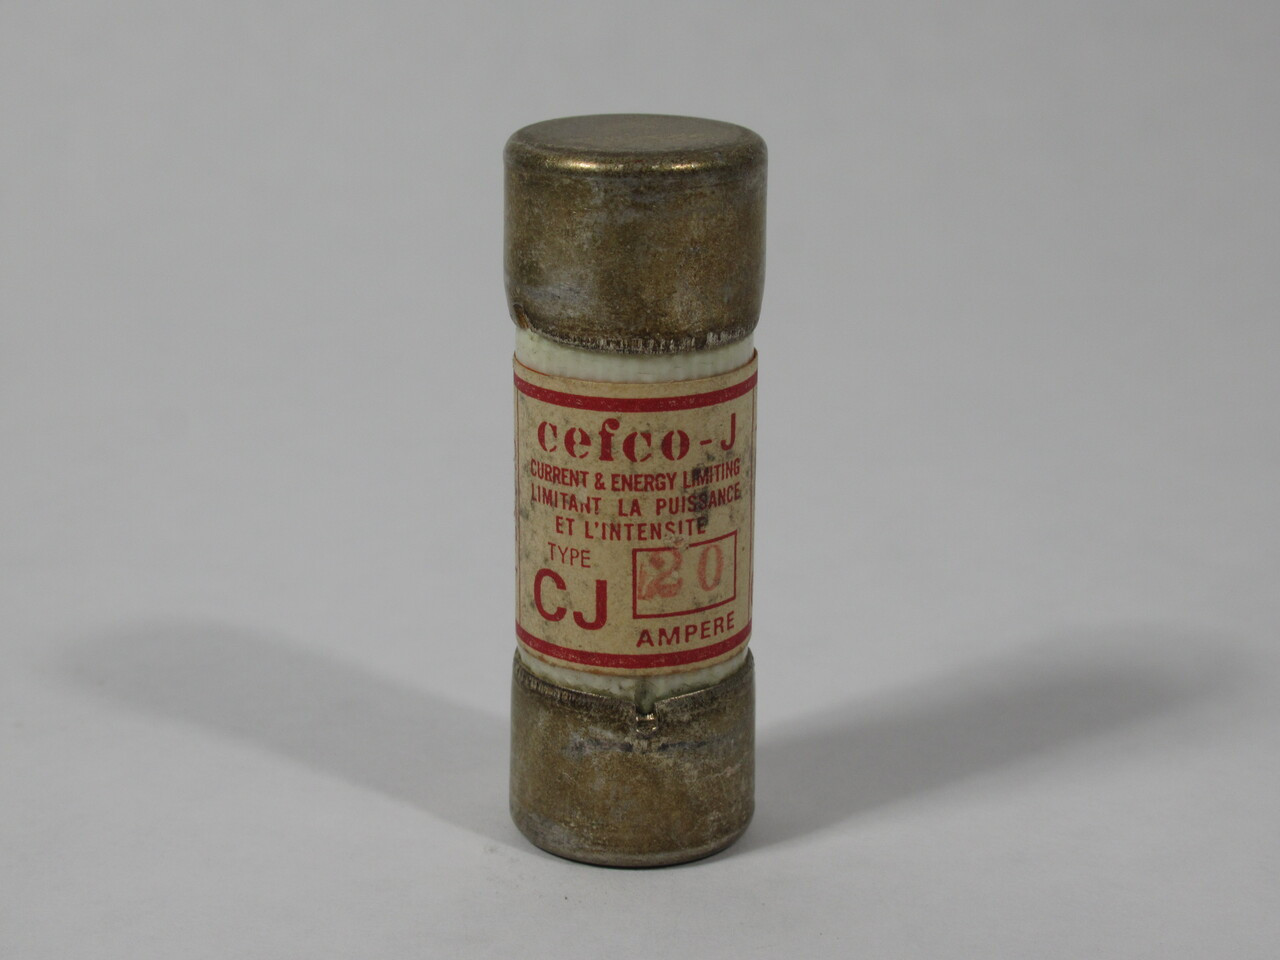 cefco-J
CURRENT & ENERGY LIMITING
LIMITANT LA PUISSANCE
ET L'INTENSITE
TYPE
CJ
20
AMPERE